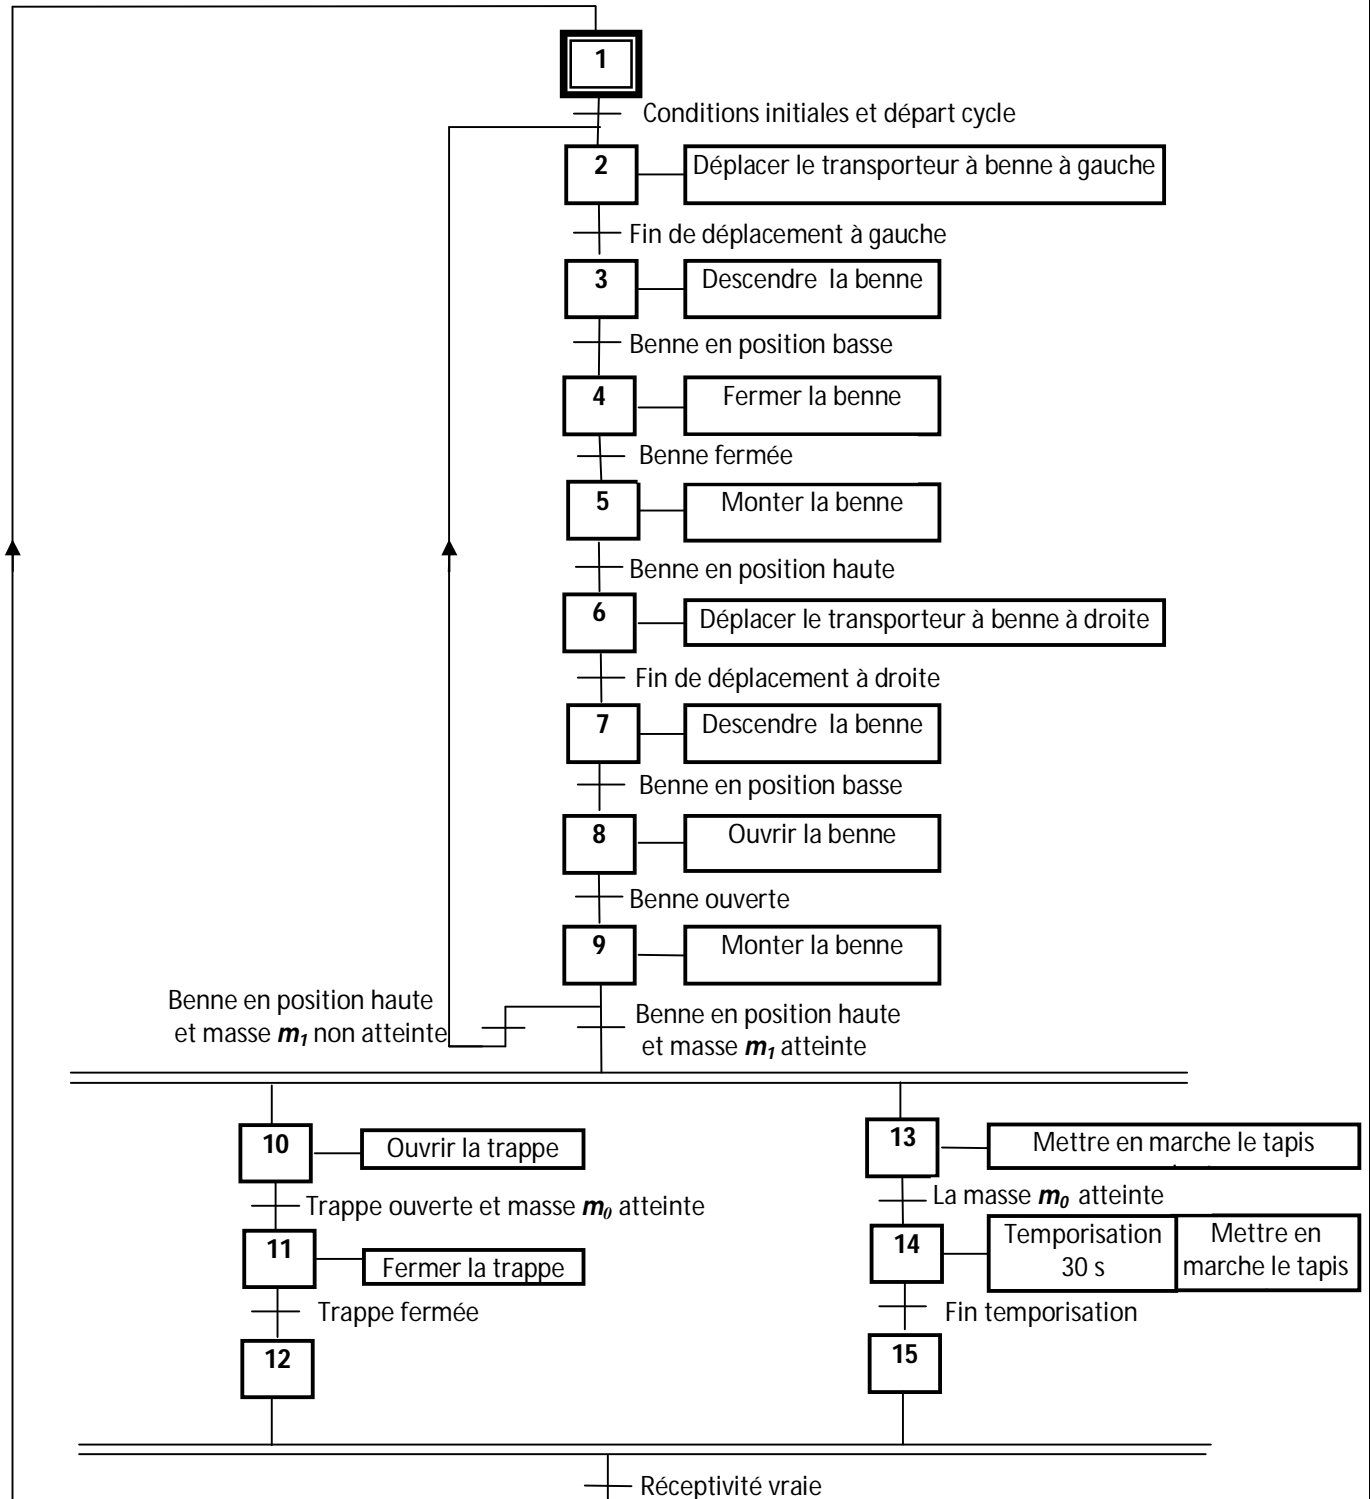 1
Conditions initiales et départ cycle
2
Déplacer le transporteur à benne à gauche
Fin de déplacement à gauche
3
Descendre la benne
Benne en position basse
4
Fermer la benne
Benne fermée
5
Monter la benne
Benne en position haute
6
Déplacer le transporteur à benne à droite
Fin de déplacement à droite
7
Descendre la benne
Benne en position basse
8
Ouvrir la benne
Benne ouverte
9
Monter la benne
Benne en position haute
et masse m1 non atteinte
Benne en position haute
et masse m1 atteinte
10
Ouvrir la trappe
Trappe ouverte et masse m0 atteinte
11
Fermer la trappe
Trappe fermée
12
13
Mettre en marche le tapis
La masse m0 atteinte
14
Temporisation
30 s
Mettre en
marche le tapis
Fin temporisation
15
Réceptivité vraie